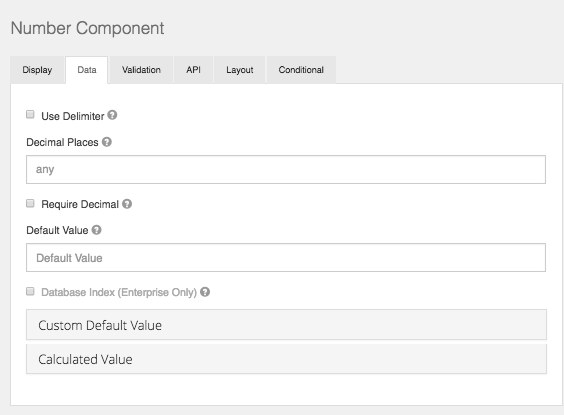 Number Component
Display Data Validation API Layout Conditional
Use Delimiter ?
Decimal Places ?
any
Require Decimal ?
Default Value ?
Default Value
Database Index (Enterprise Only) ?
Custom Default Value
Calculated Value